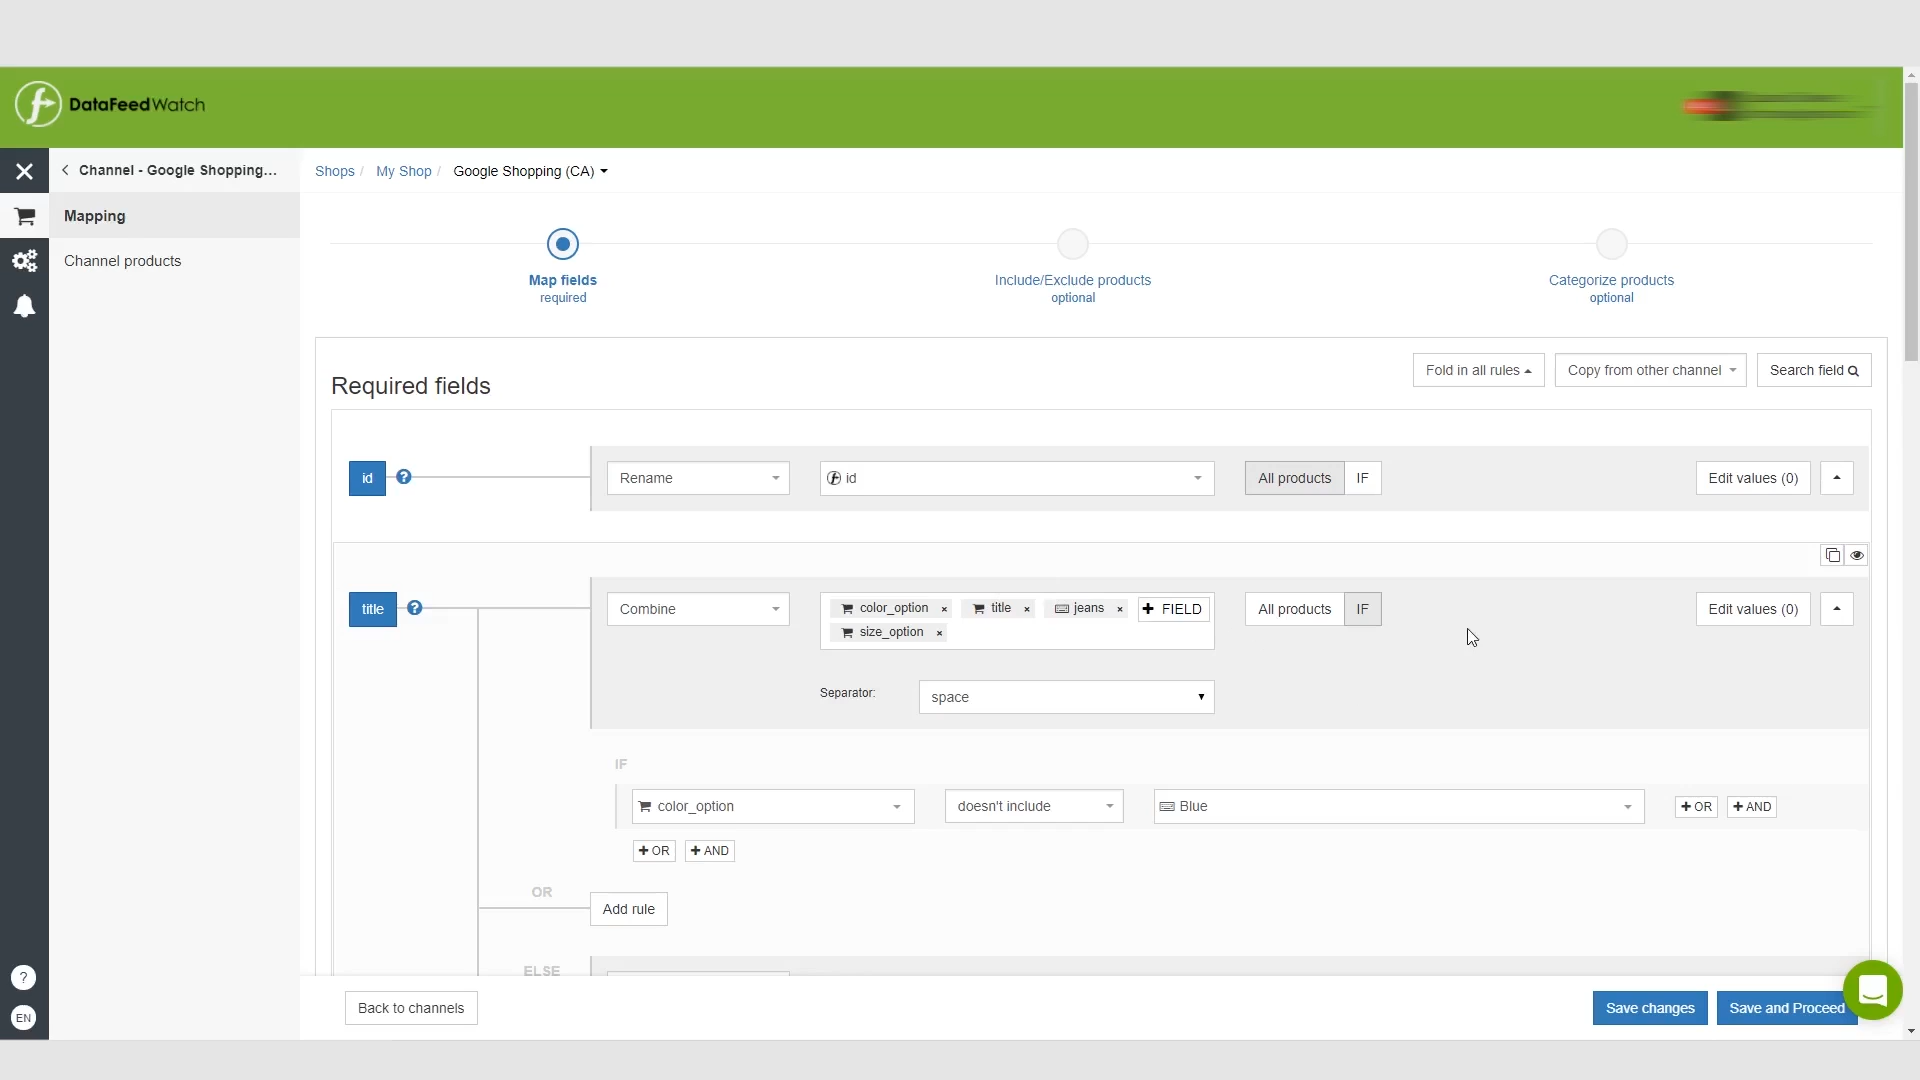 DataFeedWatch
Channel - Google Shopping...
Shops / My Shop / Google Shopping (CA)
Mapping
Channel products
Map fields
required
Include/Exclude products
optional
Categorize products
optional
Required fields
Fold in all rules
Copy from other channel
Search field
id ? Rename id All products IF Edit values (0)
title ? Combine color_option × title × jeans × + FIELD All products IF Edit values (0)
size_option ×
Separator: space
IF
color_option doesn't include Blue + OR + AND
+ OR + AND
OR
Add rule
ELSE
?
EN
Back to channels
Save changes
Save and Proceed